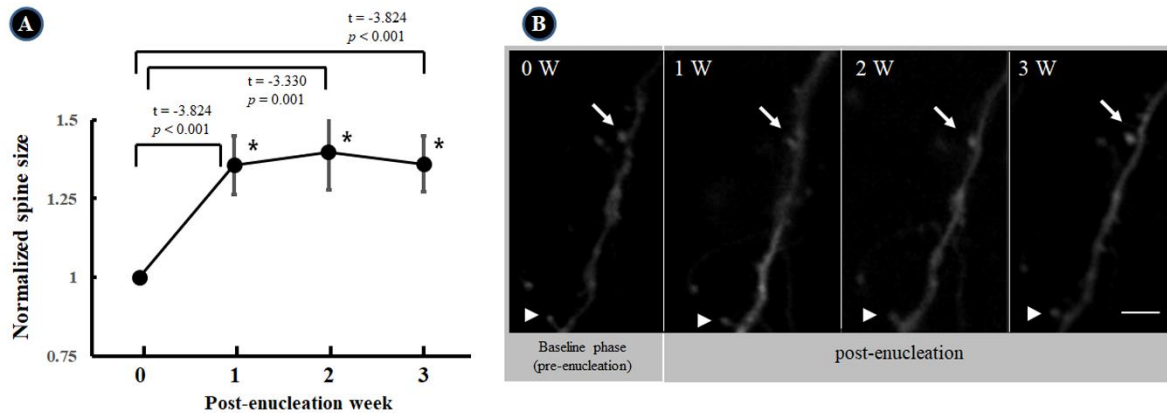 A
t = -3.824
p < 0.001
t = -3.330
p = 0.001
t = -3.824
p < 0.001
1.5
1.25
1
0.75
Normalized spine size
*
*
*
0 1 2 3
Post-enucleation week
B
0 W 1 W 2 W 3 W
Baseline phase
(pre-enucleation)
post-enucleation